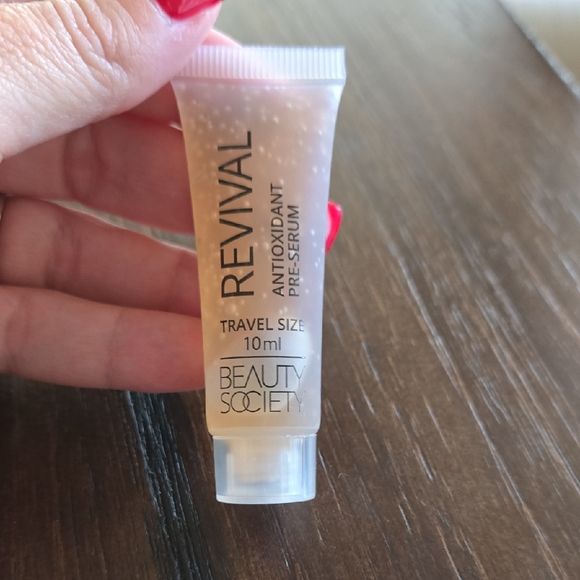 REVIVAL
ANTIOXIDANT
PRE-SERUM
TRAVEL SIZE
10ml
BEAUTY
SOCIETY